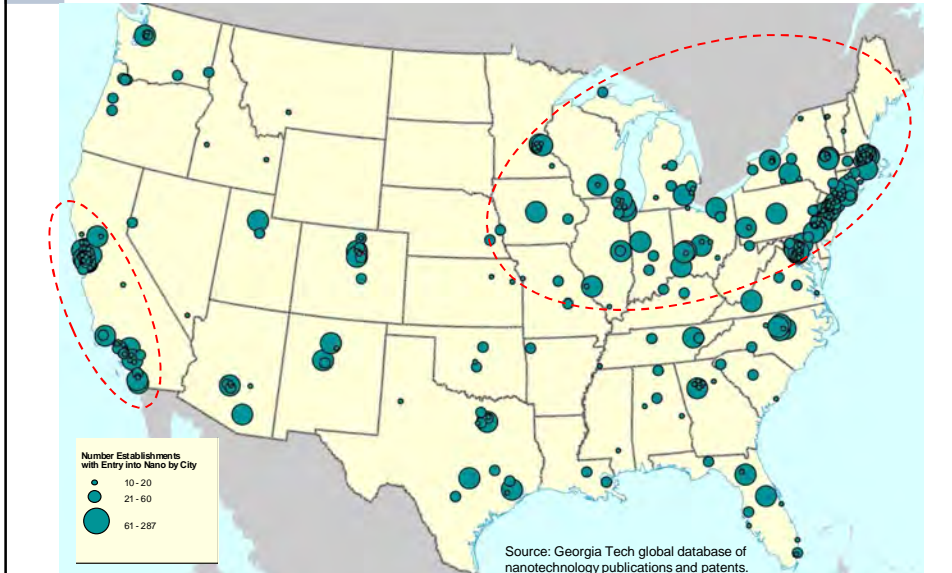 Number Establishments
with Entry into Nano by City
10 - 20
21 - 60
61 - 287
Source: Georgia Tech global database of
nanotechnology publications and patents.